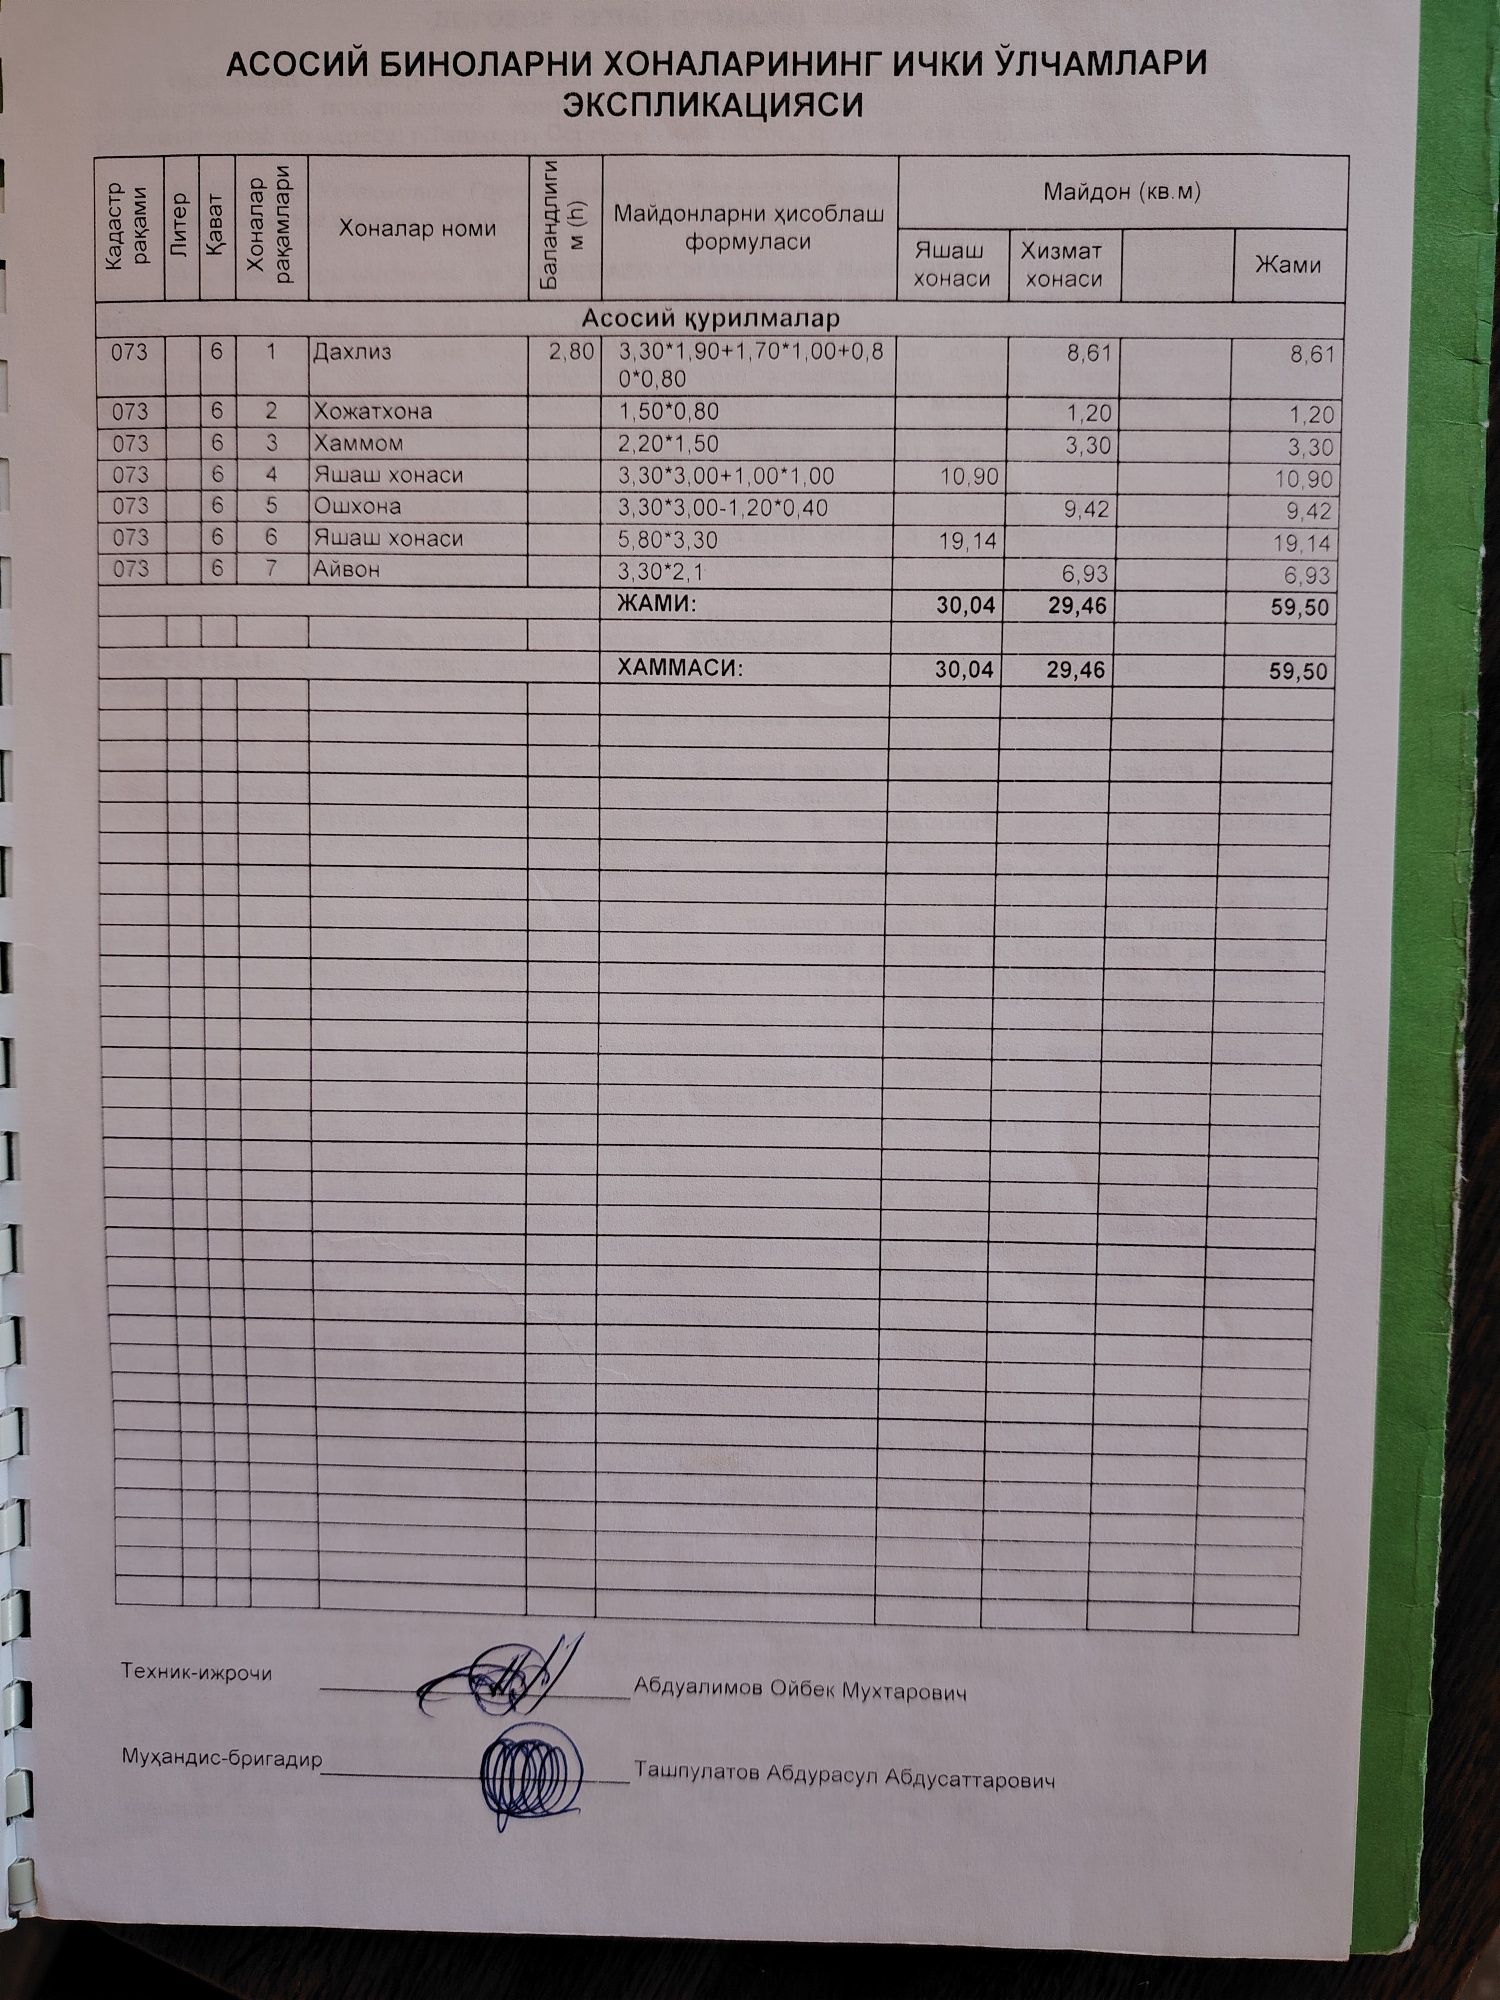 АСОСИЙ БИНОЛАРНИ ХОНАЛАРИНИНГ ИЧКИ ЎЛЧАМЛАРИ
ЭКСПЛИКАЦИЯСИ
Кадастр рақами | Литер | Қават | Хоналар рақамлари | Хоналар номи | Баландлиги м (h) | Майдонларни ҳисоблаш формуласи | Майдон (кв.м)
Яшаш хонаси | Хизмат хонаси | Жами
Асосий қурилмалар
073 6 1 Дахлиз 2,80 3,30*1,90+1,70*1,00+0,8 8,61 8,61
0*0,80
073 6 2 Хожатхона 1,50*0,80 1,20 1,20
073 6 3 Хаммом 2,20*1,50 3,30 3,30
073 6 4 Яшаш хонаси 3,30*3,00+1,00*1,00 10,90 10,90
073 6 5 Ошхона 3,30*3,00-1,20*0,40 9,42 9,42
073 6 6 Яшаш хонаси 5,80*3,30 19,14 19,14
073 6 7 Айвон 3,30*2,1 6,93 6,93
ЖАМИ: 30,04 29,46 59,50
ХАММАСИ: 30,04 29,46 59,50
Техник-ижрочи Абдуалимов Ойбек Мухтарович
Муҳандис-бригадир Ташпулатов Абдурасул Абдусаттарович